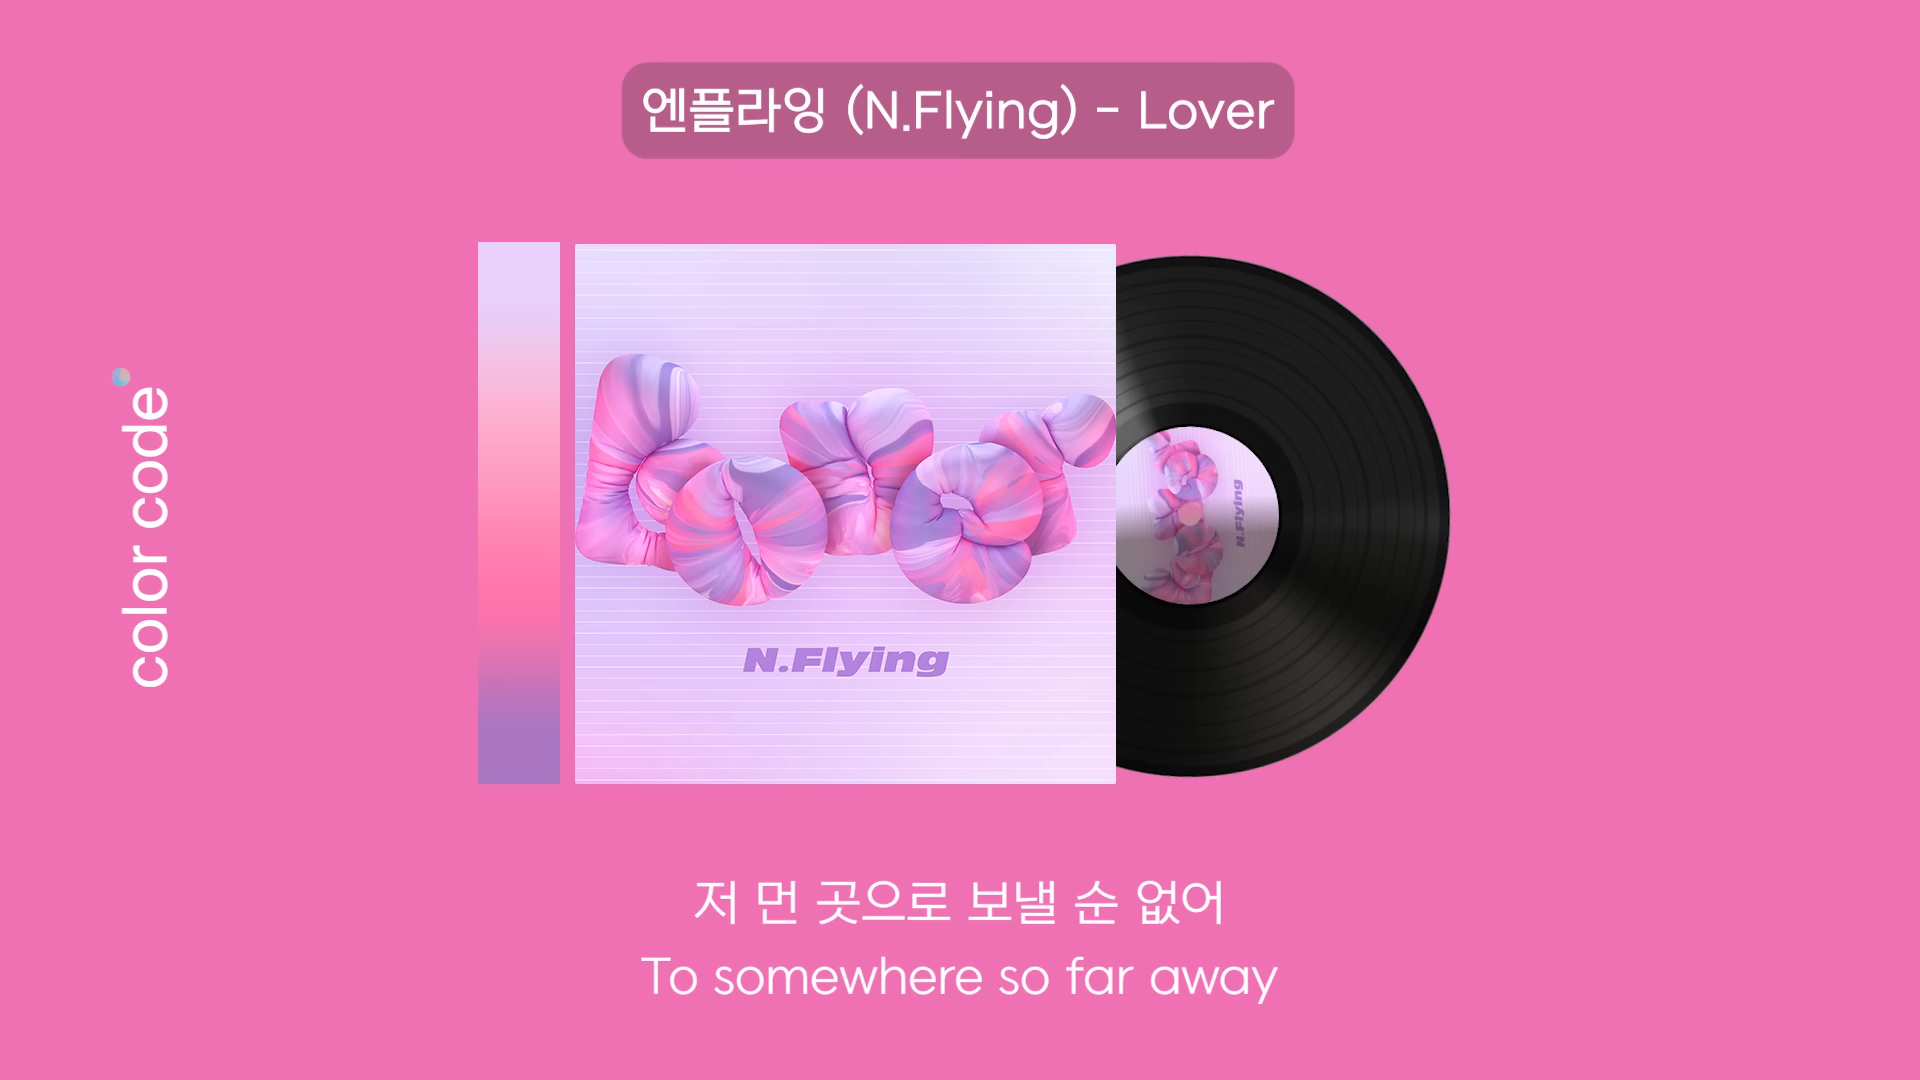 엔플라잉 (N.Flying) - Lover
color code
Lover
N.Flying
N.Flying
저 먼 곳으로 보낼 순 없어
To somewhere so far away